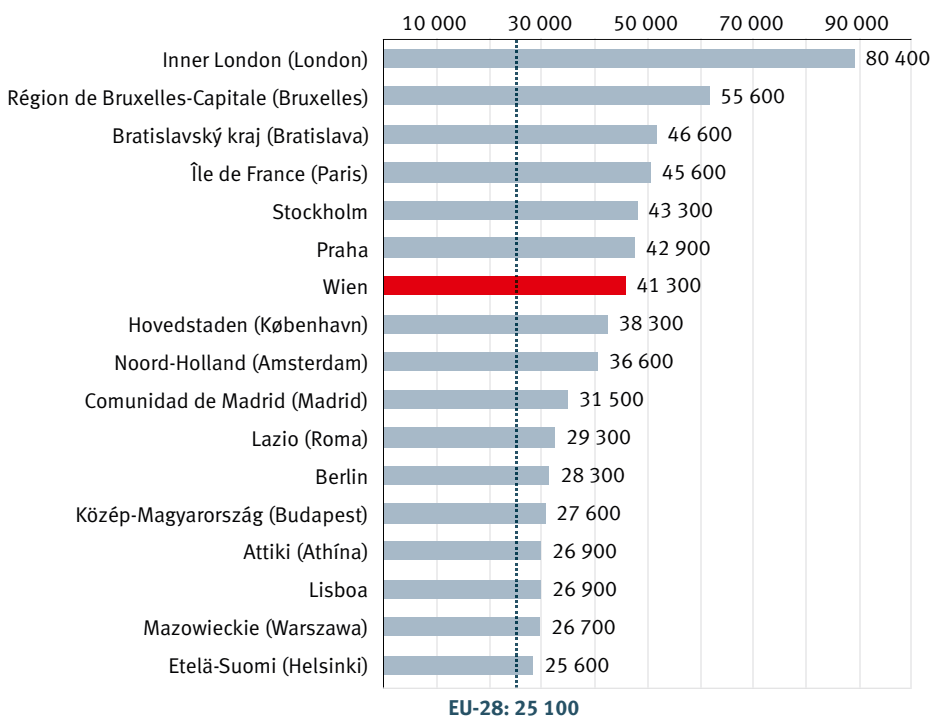 10 000 30 000 50 000 70 000 90 000
Inner London (London) 80 400
Région de Bruxelles-Capitale (Bruxelles) 55 600
Bratislavský kraj (Bratislava) 46 600
Île de France (Paris) 45 600
Stockholm 43 300
Praha 42 900
Wien 41 300
Hovedstaden (København) 38 300
Noord-Holland (Amsterdam) 36 600
Comunidad de Madrid (Madrid) 31 500
Lazio (Roma) 29 300
Berlin 28 300
Közép-Magyarország (Budapest) 27 600
Attiki (Athína) 26 900
Lisboa 26 900
Mazowieckie (Warszawa) 26 700
Etelä-Suomi (Helsinki) 25 600
EU-28: 25 100